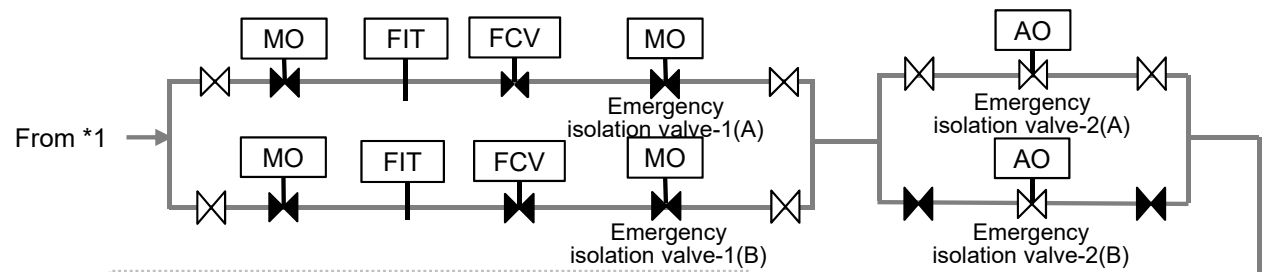 MO
FIT
FCV
MO
AO
Emergency
isolation valve-1(A)
Emergency
isolation valve-2(A)
From *1
MO
FIT
FCV
MO
AO
Emergency
isolation valve-1(B)
Emergency
isolation valve-2(B)